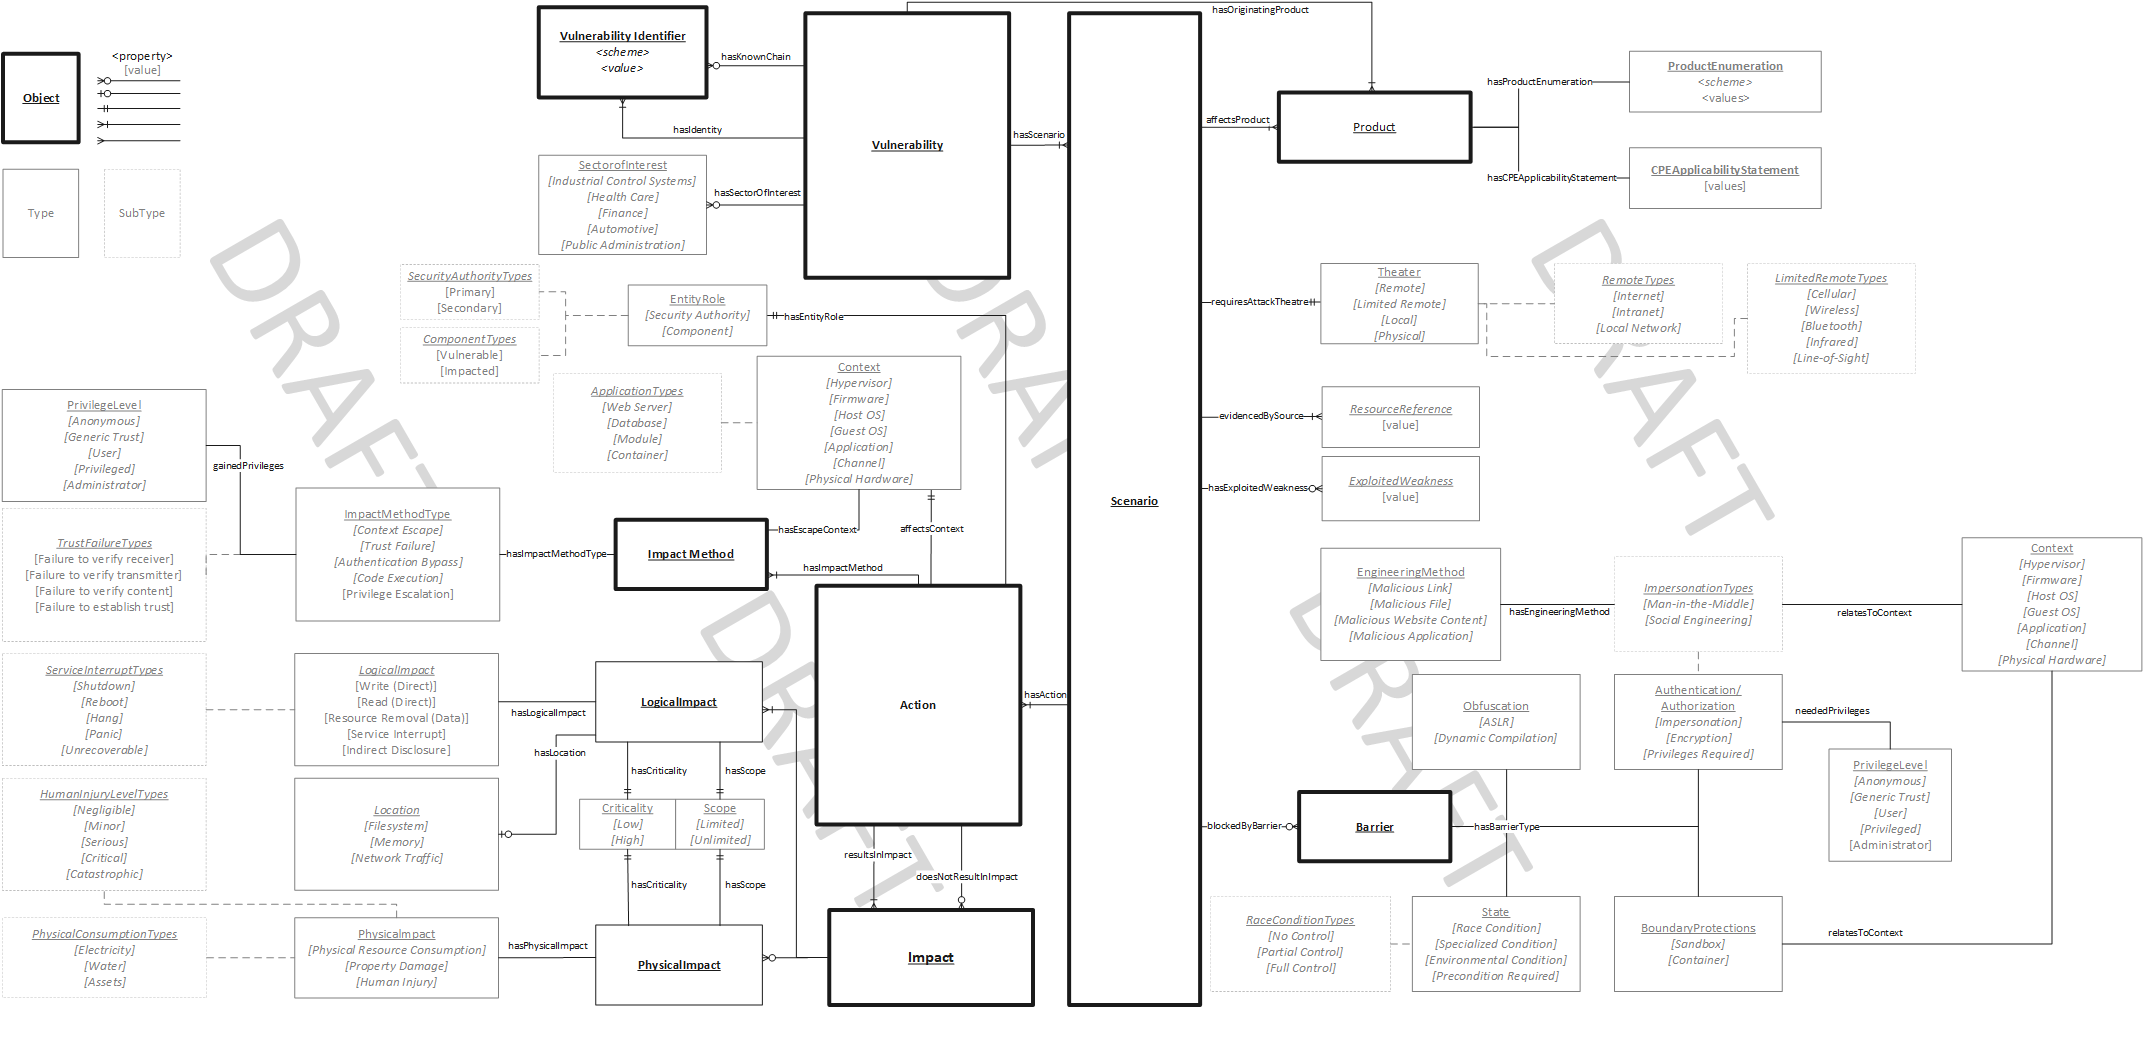 Object
<property>
[value]
Type
SubType
Vulnerability Identifier
<scheme>
<value>
hasKnownChain
hasIdentity
SectorofInterest
[Industrial Control Systems]
[Health Care]
[Finance]
[Automotive]
[Public Administration]
hasSectorOfInterest
Vulnerability
hasScenario
hasOriginatingProduct
affectsProduct
Product
hasProductEnumeration
ProductEnumeration
<scheme>
<values>
hasCPEApplicabilityStatement
CPEApplicabilityStatement
[values]
SecurityAuthorityTypes
[Primary]
[Secondary]
ComponentTypes
[Vulnerable]
[Impacted]
EntityRole
[Security Authority]
[Component]
hasEntityRole
requiresAttackTheatre
Theater
[Remote]
[Limited Remote]
[Local]
[Physical]
RemoteTypes
[Internet]
[Intranet]
[Local Network]
LimitedRemoteTypes
[Cellular]
[Wireless]
[Bluetooth]
[Infrared]
[Line-of-Sight]
ApplicationTypes
[Web Server]
[Database]
[Module]
[Container]
Context
[Hypervisor]
[Firmware]
[Host OS]
[Guest OS]
[Application]
[Channel]
[Physical Hardware]
evidencedBySource
ResourceReference
[value]
hasExploitedWeakness
ExploitedWeakness
[value]
Scenario
PrivilegeLevel
[Anonymous]
[Generic Trust]
[User]
[Privileged]
[Administrator]
gainedPrivileges
TrustFailureTypes
[Failure to verify receiver]
[Failure to verify transmitter]
[Failure to verify content]
[Failure to establish trust]
ImpactMethodType
[Context Escape]
[Trust Failure]
[Authentication Bypass]
[Code Execution]
[Privilege Escalation]
hasImpactMethodType
Impact Method
hasEscapeContext
affectsContext
hasImpactMethod
Action
hasAction
EngineeringMethod
[Malicious Link]
[Malicious File]
[Malicious Website Content]
[Malicious Application]
hasEngineeringMethod
ImpersonationTypes
[Man-in-the-Middle]
[Social Engineering]
relatesToContext
Context
[Hypervisor]
[Firmware]
[Host OS]
[Guest OS]
[Application]
[Channel]
[Physical Hardware]
ServiceInterruptTypes
[Shutdown]
[Reboot]
[Hang]
[Panic]
[Unrecoverable]
LogicalImpact
[Write (Direct)]
[Read (Direct)]
[Resource Removal (Data)]
[Service Interrupt]
[Indirect Disclosure]
hasLogicalImpact
LogicalImpact
hasLocation
Location
[Filesystem]
[Memory]
[Network Traffic]
hasCriticality
hasScope
Criticality
[Low]
[High]
Scope
[Limited]
[Unlimited]
hasCriticality
hasScope
HumanInjuryLevelTypes
[Negligible]
[Minor]
[Serious]
[Critical]
[Catastrophic]
PhysicalConsumptionTypes
[Electricity]
[Water]
[Assets]
PhysicaImpact
[Physical Resource Consumption]
[Property Damage]
[Human Injury]
hasPhysicalImpact
PhysicalImpact
resultsInImpact
doesNotResultInImpact
Impact
Obfuscation
[ASLR]
[Dynamic Compilation]
Authentication/
Authorization
[Impersonation]
[Encryption]
[Privileges Required]
neededPrivileges
PrivilegeLevel
[Anonymous]
[Generic Trust]
[User]
[Privileged]
[Administrator]
blockedByBarrier
Barrier
hasBarrierType
RaceConditionTypes
[No Control]
[Partial Control]
[Full Control]
State
[Race Condition]
[Specialized Condition]
[Environmental Condition]
[Precondition Required]
BoundaryProtections
[Sandbox]
[Container]
relatesToContext
DRAFT
DRAFT
DRAFT
DRAFT
DRAFT